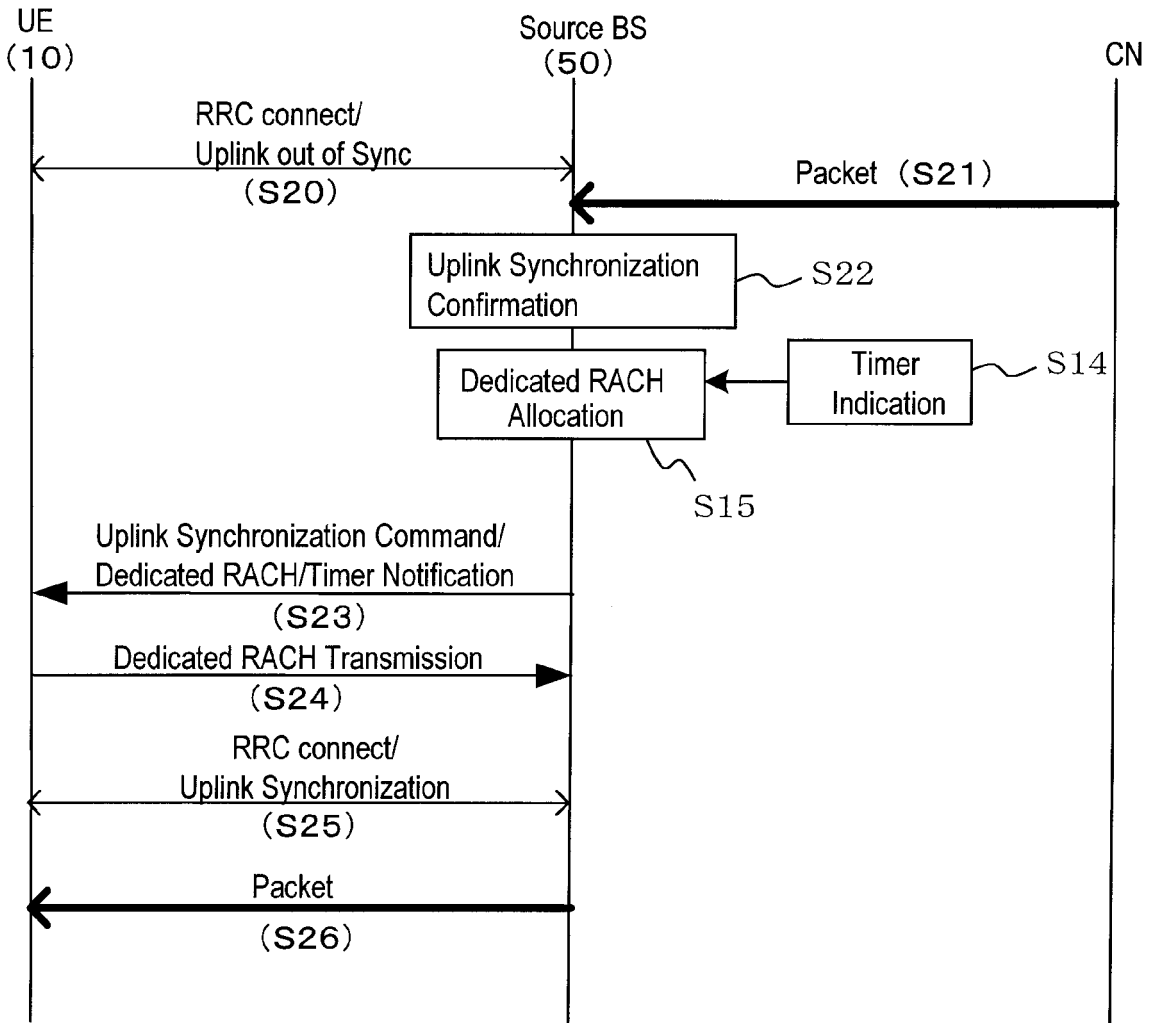 UE
(10)
Source BS
(50)
CN
RRC connect/
Uplink out of Sync
(S20)
Packet (S21)
Uplink Synchronization
Confirmation
S22
Dedicated RACH
Allocation
Timer
Indication
S14
S15
Uplink Synchronization Command/
Dedicated RACH/Timer Notification
(S23)
Dedicated RACH Transmission
(S24)
RRC connect/
Uplink Synchronization
(S25)
Packet
(S26)